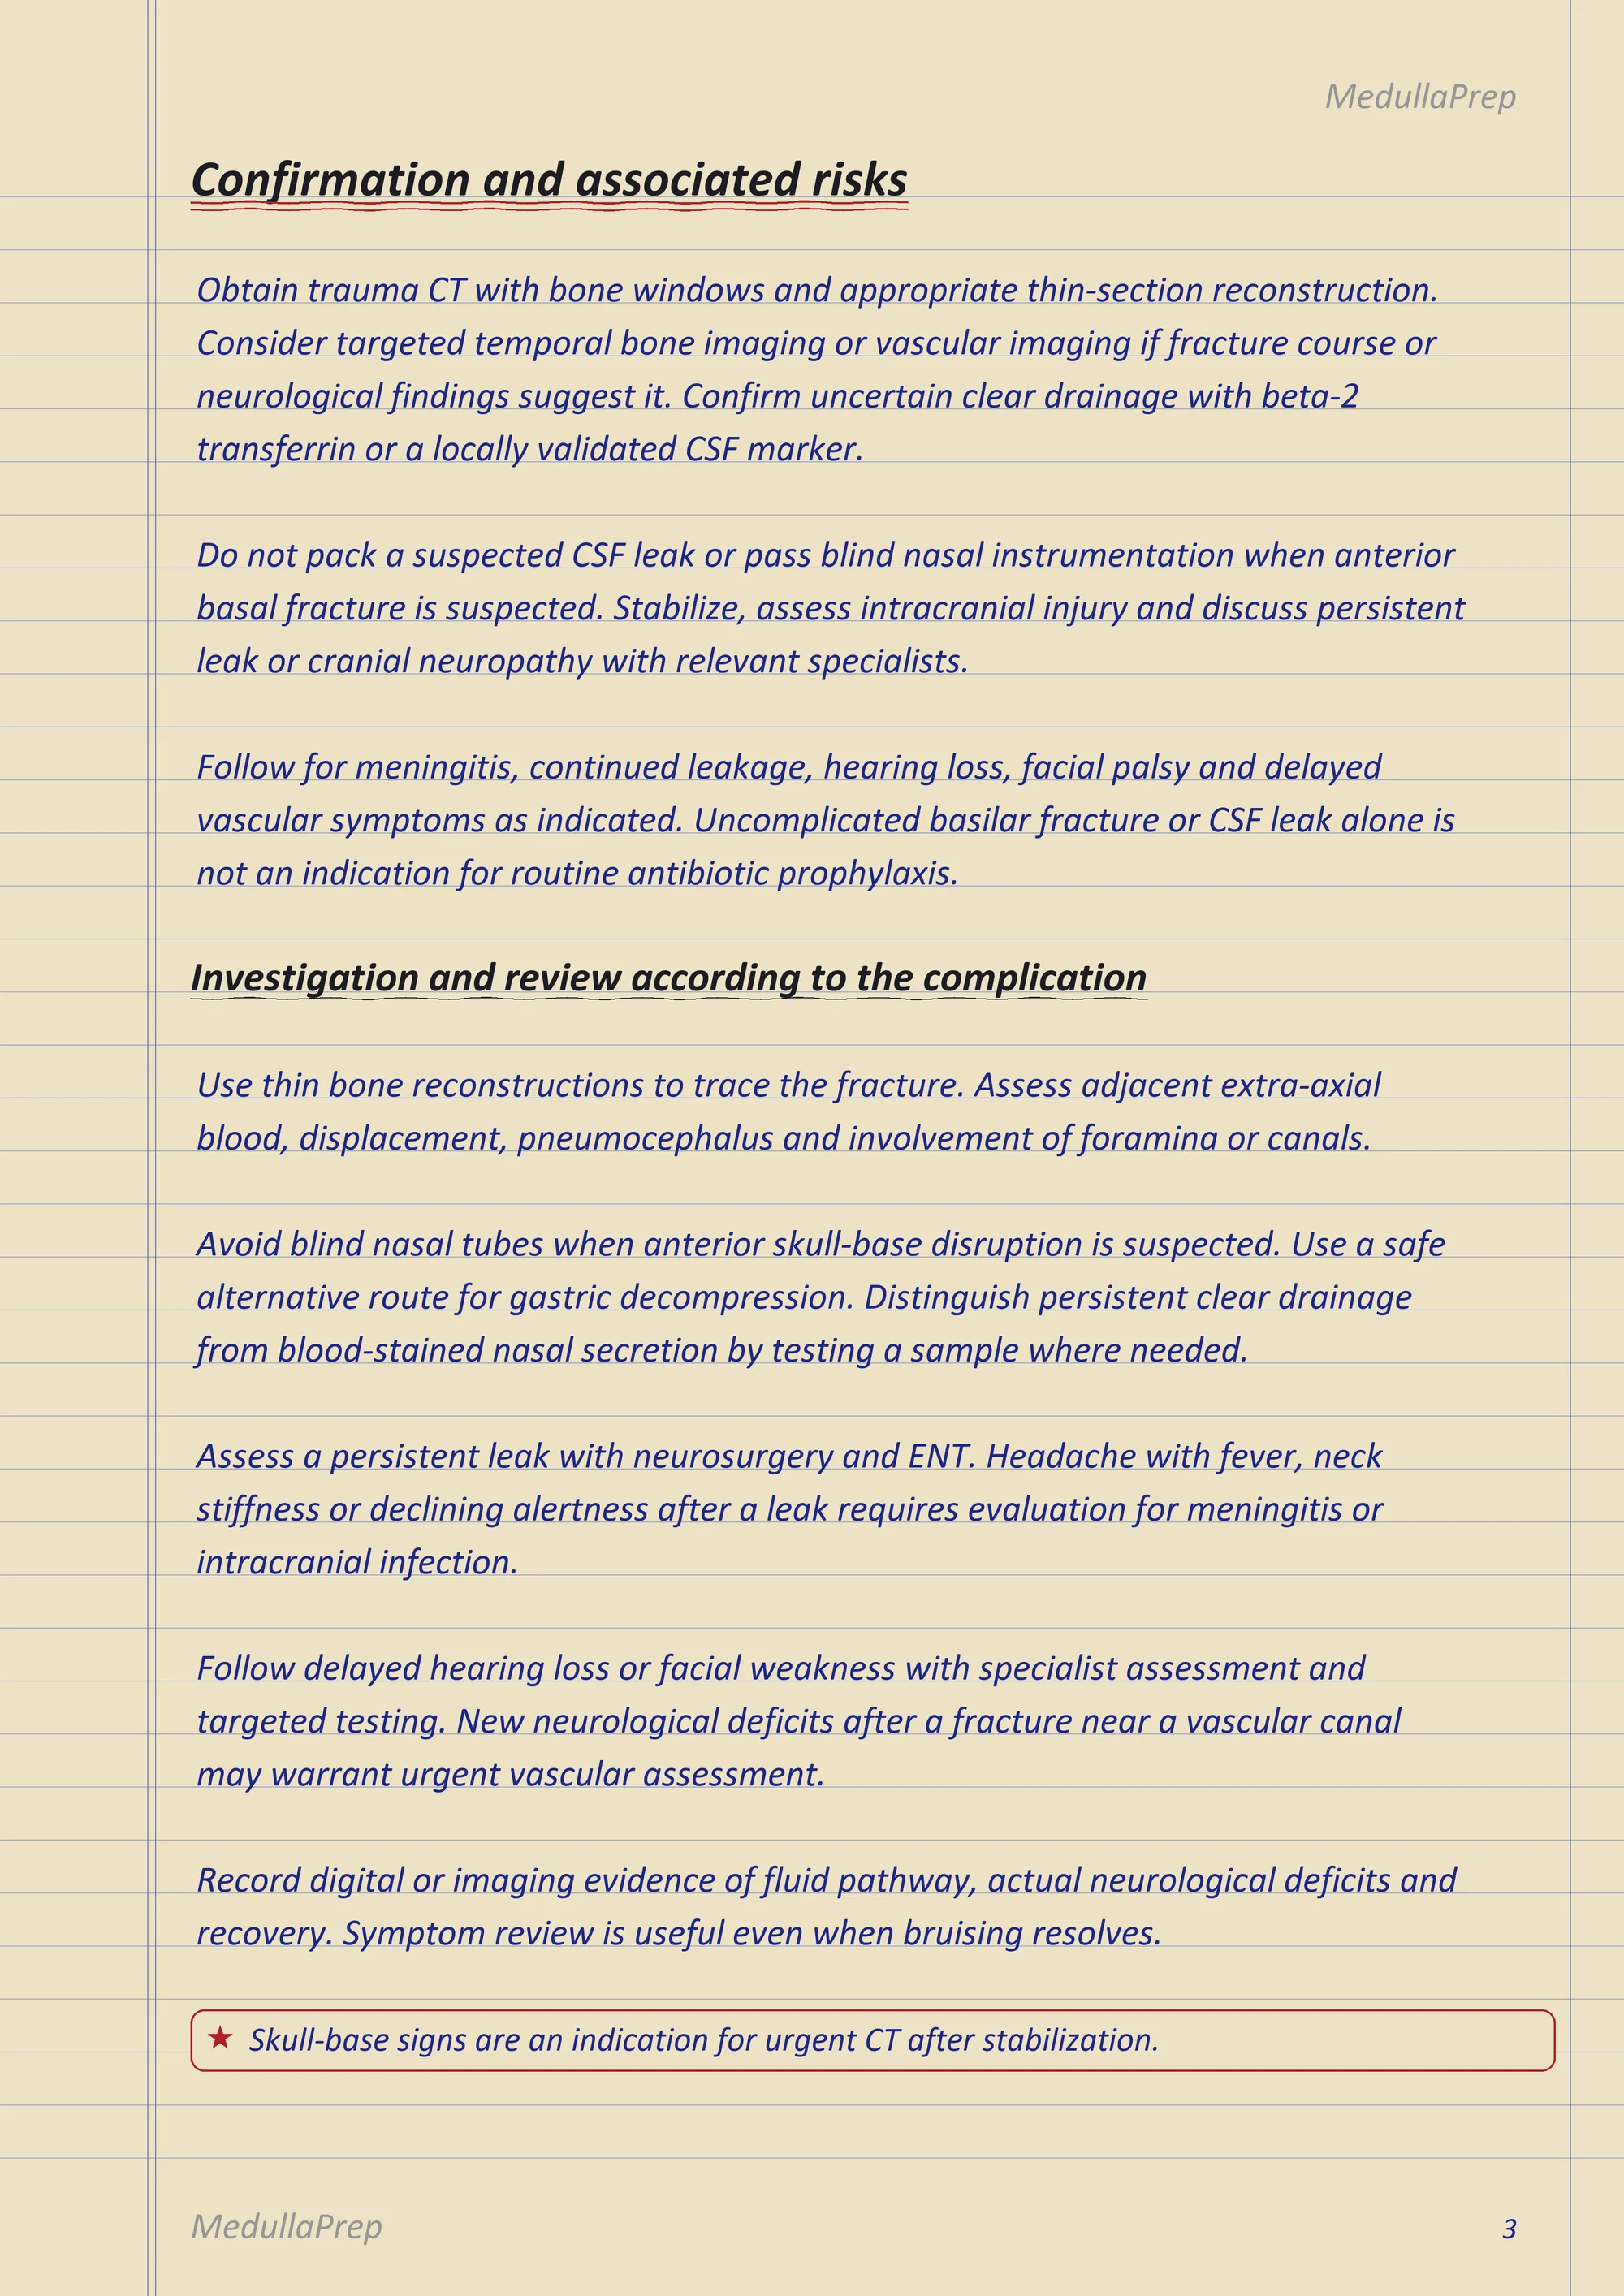 MedullaPrep
Confirmation and associated risks
Obtain trauma CT with bone windows and appropriate thin-section reconstruction.
Consider targeted temporal bone imaging or vascular imaging if fracture course or
neurological findings suggest it. Confirm uncertain clear drainage with beta-2
transferrin or a locally validated CSF marker.
Do not pack a suspected CSF leak or pass blind nasal instrumentation when anterior
basal fracture is suspected. Stabilize, assess intracranial injury and discuss persistent
leak or cranial neuropathy with relevant specialists.
Follow for meningitis, continued leakage, hearing loss, facial palsy and delayed
vascular symptoms as indicated. Uncomplicated basilar fracture or CSF leak alone is
not an indication for routine antibiotic prophylaxis.
Investigation and review according to the complication
Use thin bone reconstructions to trace the fracture. Assess adjacent extra-axial
blood, displacement, pneumocephalus and involvement of foramina or canals.
Avoid blind nasal tubes when anterior skull-base disruption is suspected. Use a safe
alternative route for gastric decompression. Distinguish persistent clear drainage
from blood-stained nasal secretion by testing a sample where needed.
Assess a persistent leak with neurosurgery and ENT. Headache with fever, neck
stiffness or declining alertness after a leak requires evaluation for meningitis or
intracranial infection.
Follow delayed hearing loss or facial weakness with specialist assessment and
targeted testing. New neurological deficits after a fracture near a vascular canal
may warrant urgent vascular assessment.
Record digital or imaging evidence of fluid pathway, actual neurological deficits and
recovery. Symptom review is useful even when bruising resolves.
★ Skull-base signs are an indication for urgent CT after stabilization.
MedullaPrep
3